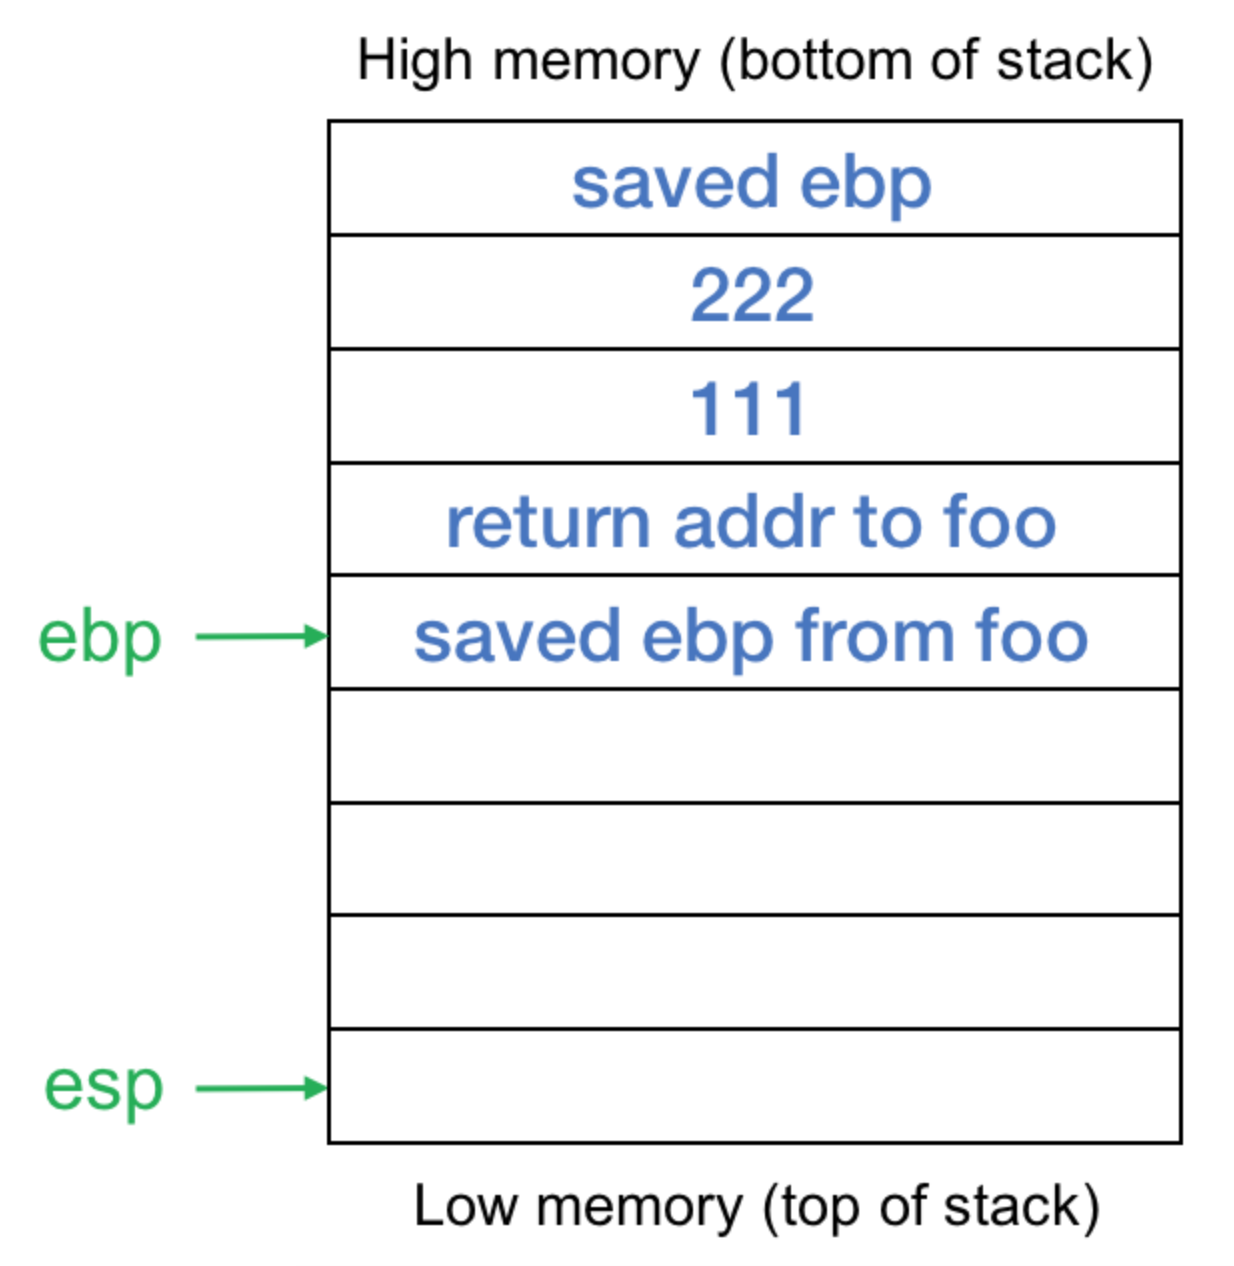 High memory (bottom of stack)
saved ebp
222
111
return addr to foo
ebp
saved ebp from foo
esp
Low memory (top of stack)